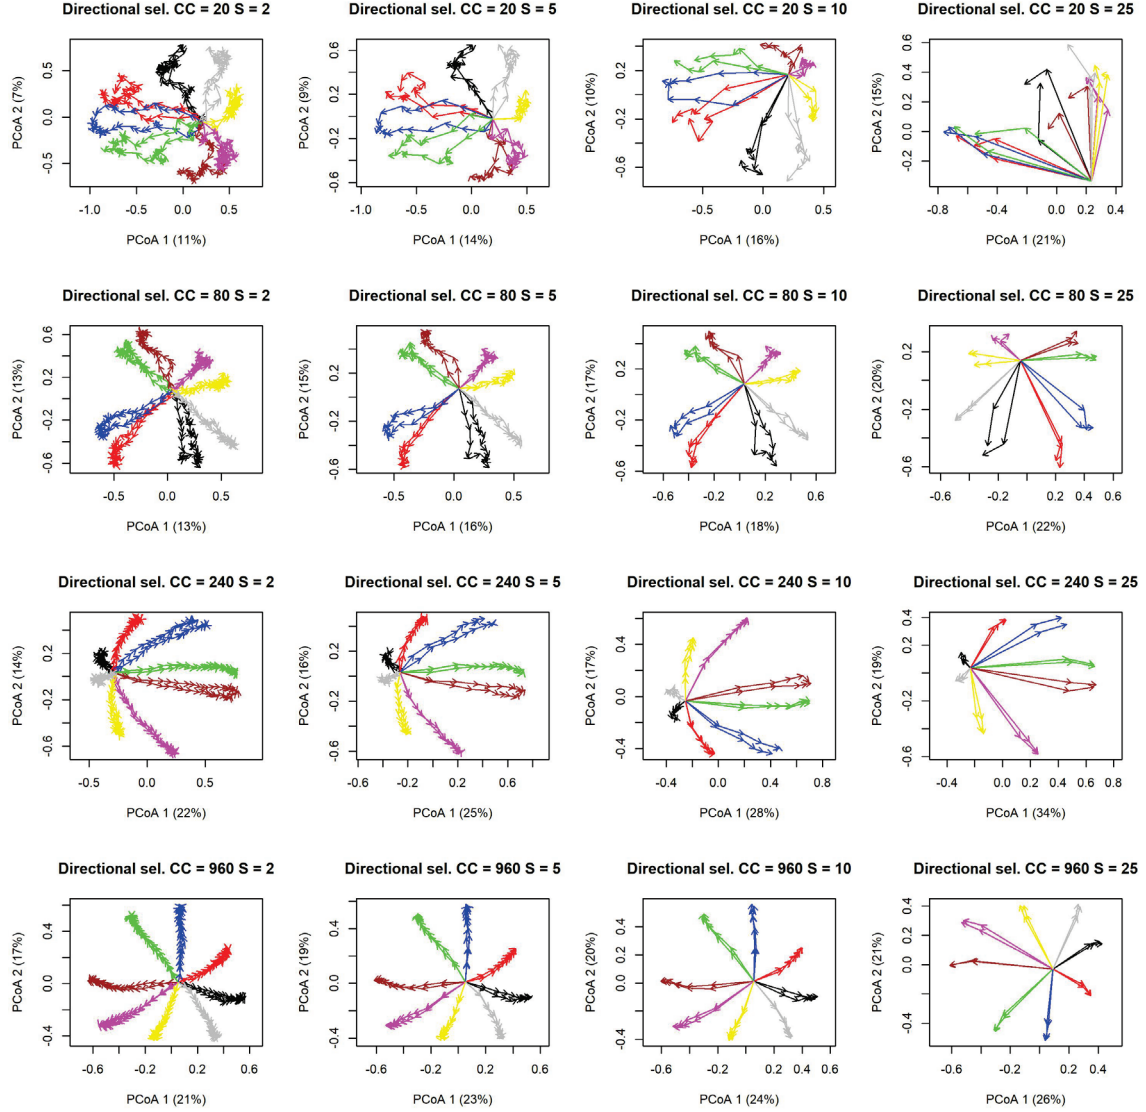 Directional sel. CC = 20 S = 2
PCoA 2 (7%)
0.5
0.0
-0.5
-1.0 -0.5 0.0 0.5
PCoA 1 (11%)
Directional sel. CC = 20 S = 5
PCoA 2 (9%)
0.6
0.2
-0.2
-0.6
-1.0 -0.5 0.0 0.5
PCoA 1 (14%)
Directional sel. CC = 20 S = 10
PCoA 2 (10%)
0.2
-0.2
-0.6
-0.5 0.0 0.5
PCoA 1 (16%)
Directional sel. CC = 20 S = 25
PCoA 2 (15%)
0.6
0.4
0.2
0.0
-0.2
-0.8 -0.4 0.0 0.2 0.4
PCoA 1 (21%)
Directional sel. CC = 80 S = 2
PCoA 2 (13%)
0.6
0.2
-0.2
-0.6
-0.5 0.0 0.5
PCoA 1 (13%)
Directional sel. CC = 80 S = 5
PCoA 2 (15%)
0.6
0.2
-0.2
-0.6
-0.5 0.0 0.5
PCoA 1 (16%)
Directional sel. CC = 80 S = 10
PCoA 2 (17%)
0.6
0.2
-0.2
-0.6
-0.6 -0.2 0.2 0.6
PCoA 1 (18%)
Directional sel. CC = 80 S = 25
PCoA 2 (20%)
0.2
-0.2
-0.6
-0.6 -0.2 0.2 0.6
PCoA 1 (22%)
Directional sel. CC = 240 S = 2
PCoA 2 (14%)
0.2
-0.2
-0.6
-0.5 0.0 0.5
PCoA 1 (22%)
Directional sel. CC = 240 S = 5
PCoA 2 (16%)
0.2
-0.2
-0.6
-0.6 -0.2 0.2 0.6
PCoA 1 (25%)
Directional sel. CC = 240 S = 10
PCoA 2 (17%)
0.4
0.0
-0.4
-0.4 0.0 0.4 0.8
PCoA 1 (28%)
Directional sel. CC = 240 S = 25
PCoA 2 (19%)
0.4
0.2
-0.2
-0.6
-0.4 0.0 0.4 0.8
PCoA 1 (34%)
Directional sel. CC = 960 S = 2
PCoA 2 (17%)
0.4
0.0
-0.4
-0.6 -0.2 0.2 0.6
PCoA 1 (21%)
Directional sel. CC = 960 S = 5
PCoA 2 (19%)
0.4
0.0
-0.4
-0.6 -0.2 0.2 0.6
PCoA 1 (23%)
Directional sel. CC = 960 S = 10
PCoA 2 (20%)
0.4
0.0
-0.4
-0.6 -0.2 0.2 0.6
PCoA 1 (24%)
Directional sel. CC = 960 S = 25
PCoA 2 (21%)
0.4
0.2
0.0
-0.4
-0.6 -0.2 0.2 0.4
PCoA 1 (26%)